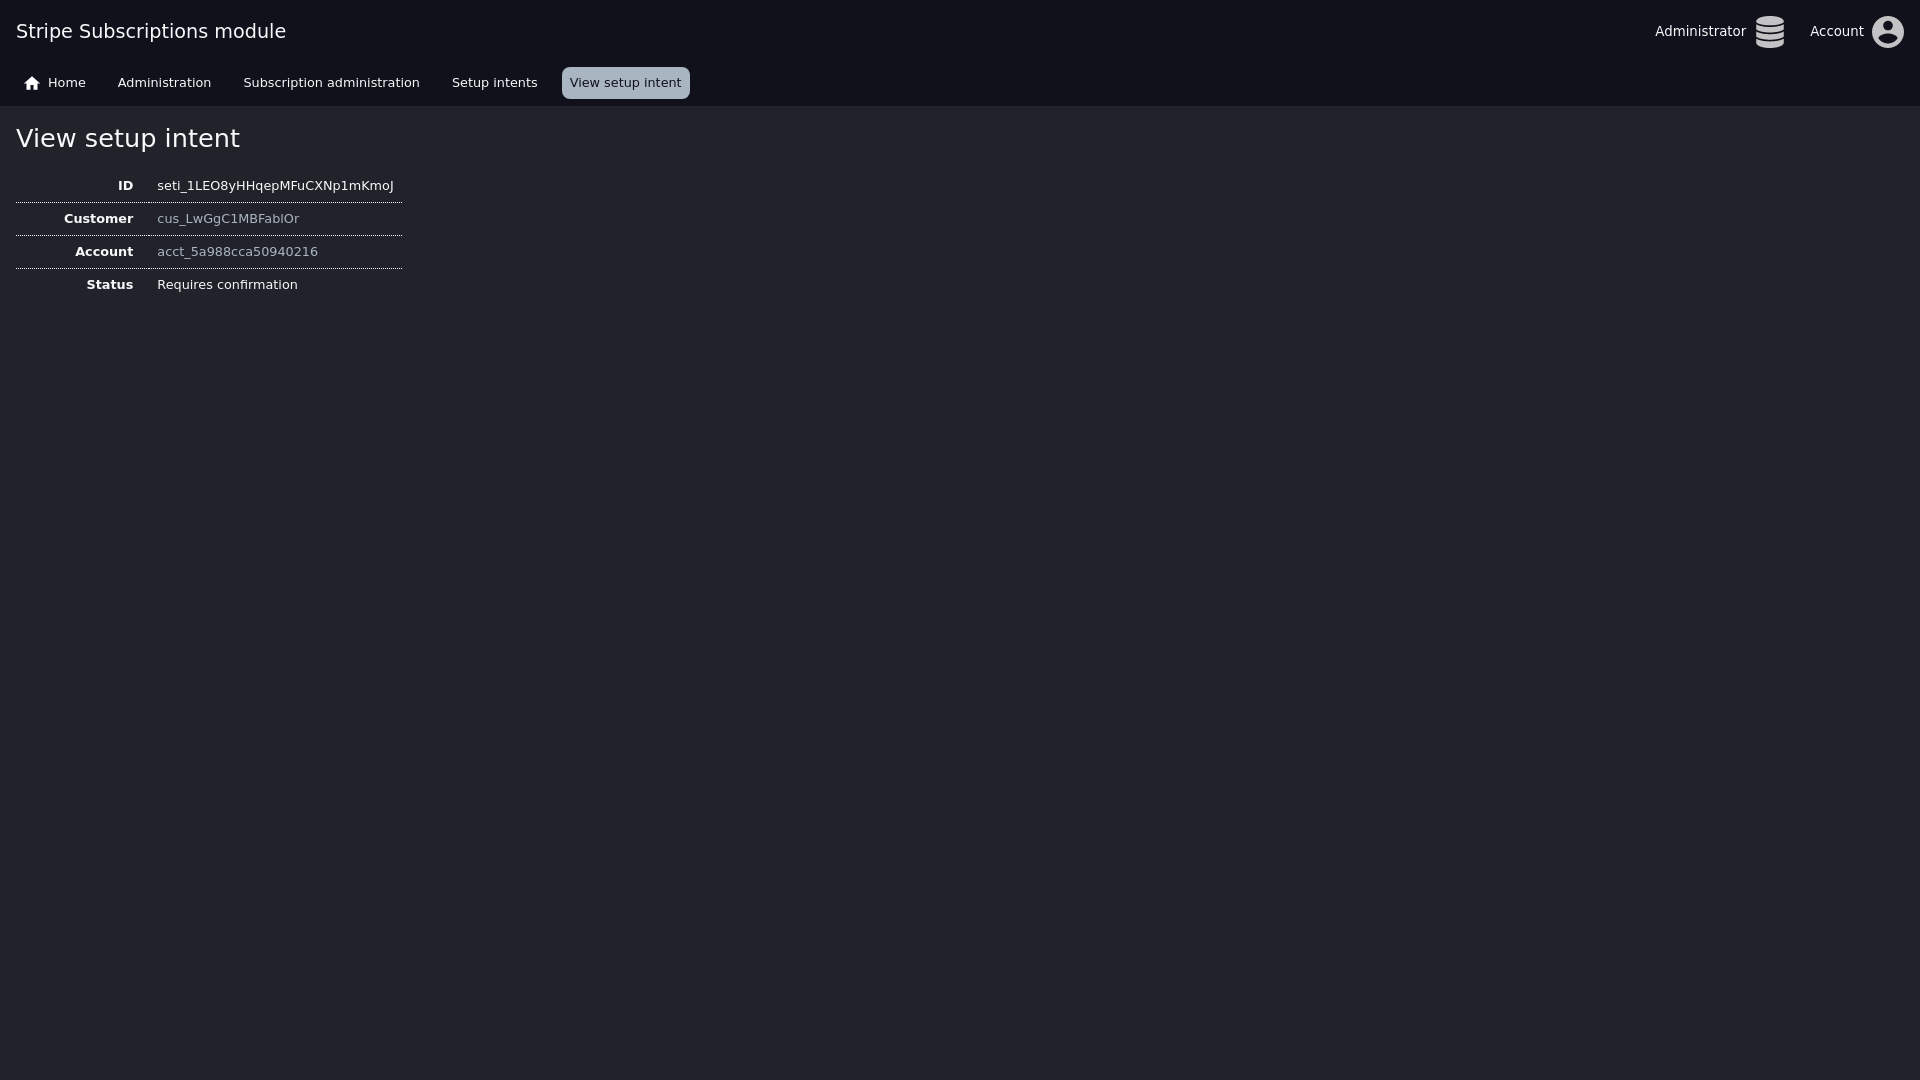 Stripe Subscriptions module
Administrator
Account
Home
Administration
Subscription administration
Setup intents
View setup intent
View setup intent
ID seti_1LEO8yHHqepMFuCXNp1mKmoJ
Customer cus_LwGgC1MBFablOr
Account acct_5a988cca50940216
Status Requires confirmation